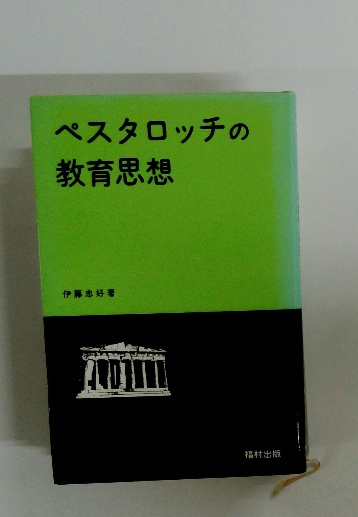 ペスタロッチの
教育思想
伊藤忠好著
福村出版